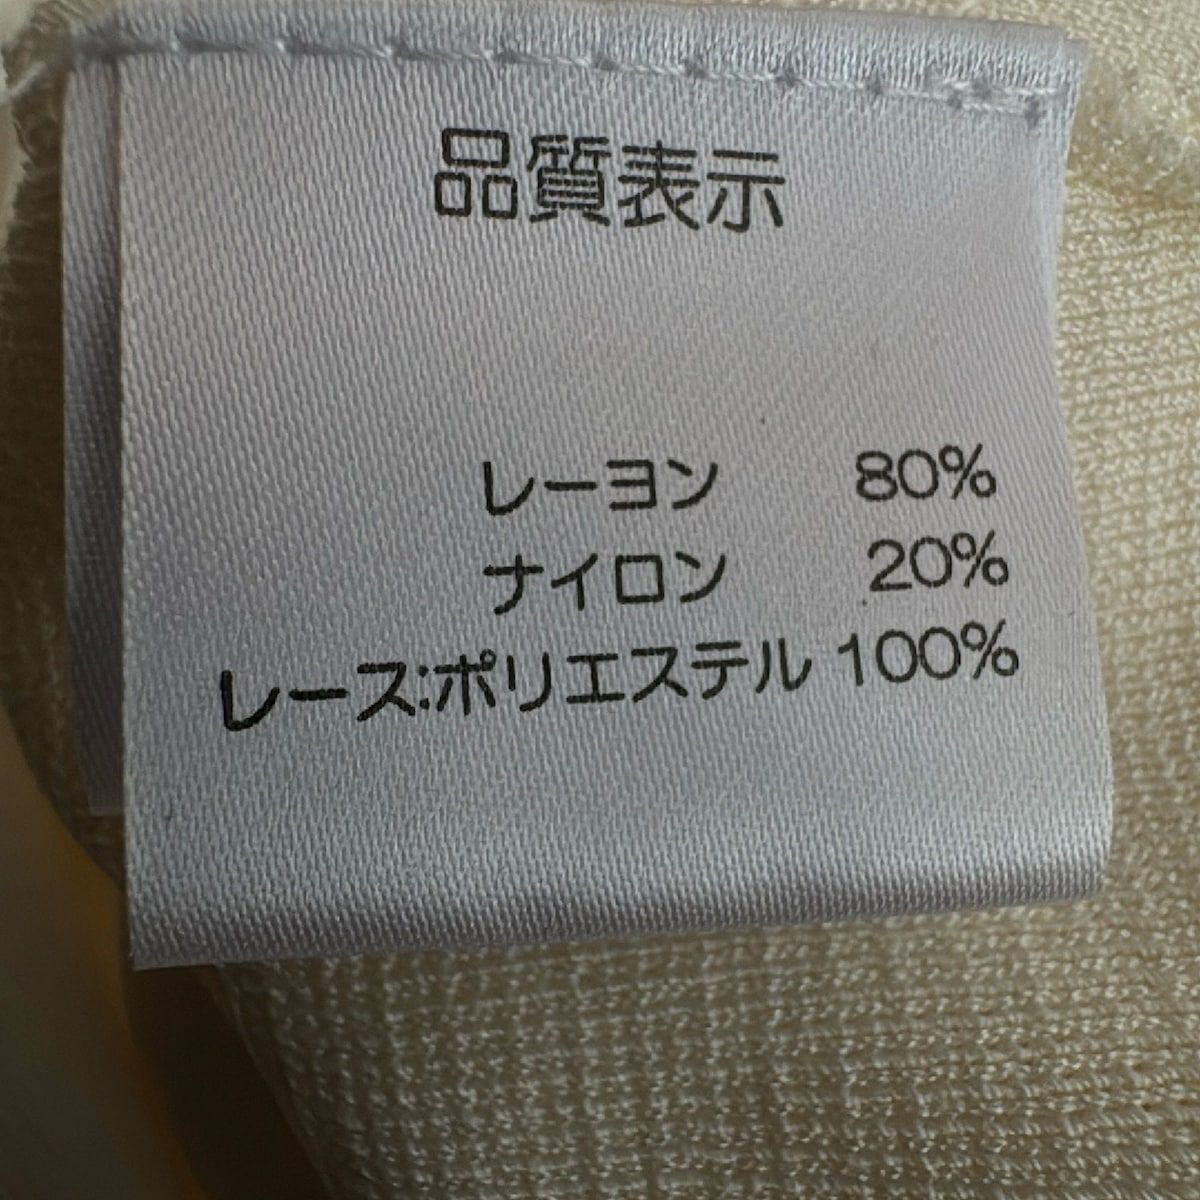 品質表示
レーヨン 80%
ナイロン 20%
レース:ポリエステル 100%